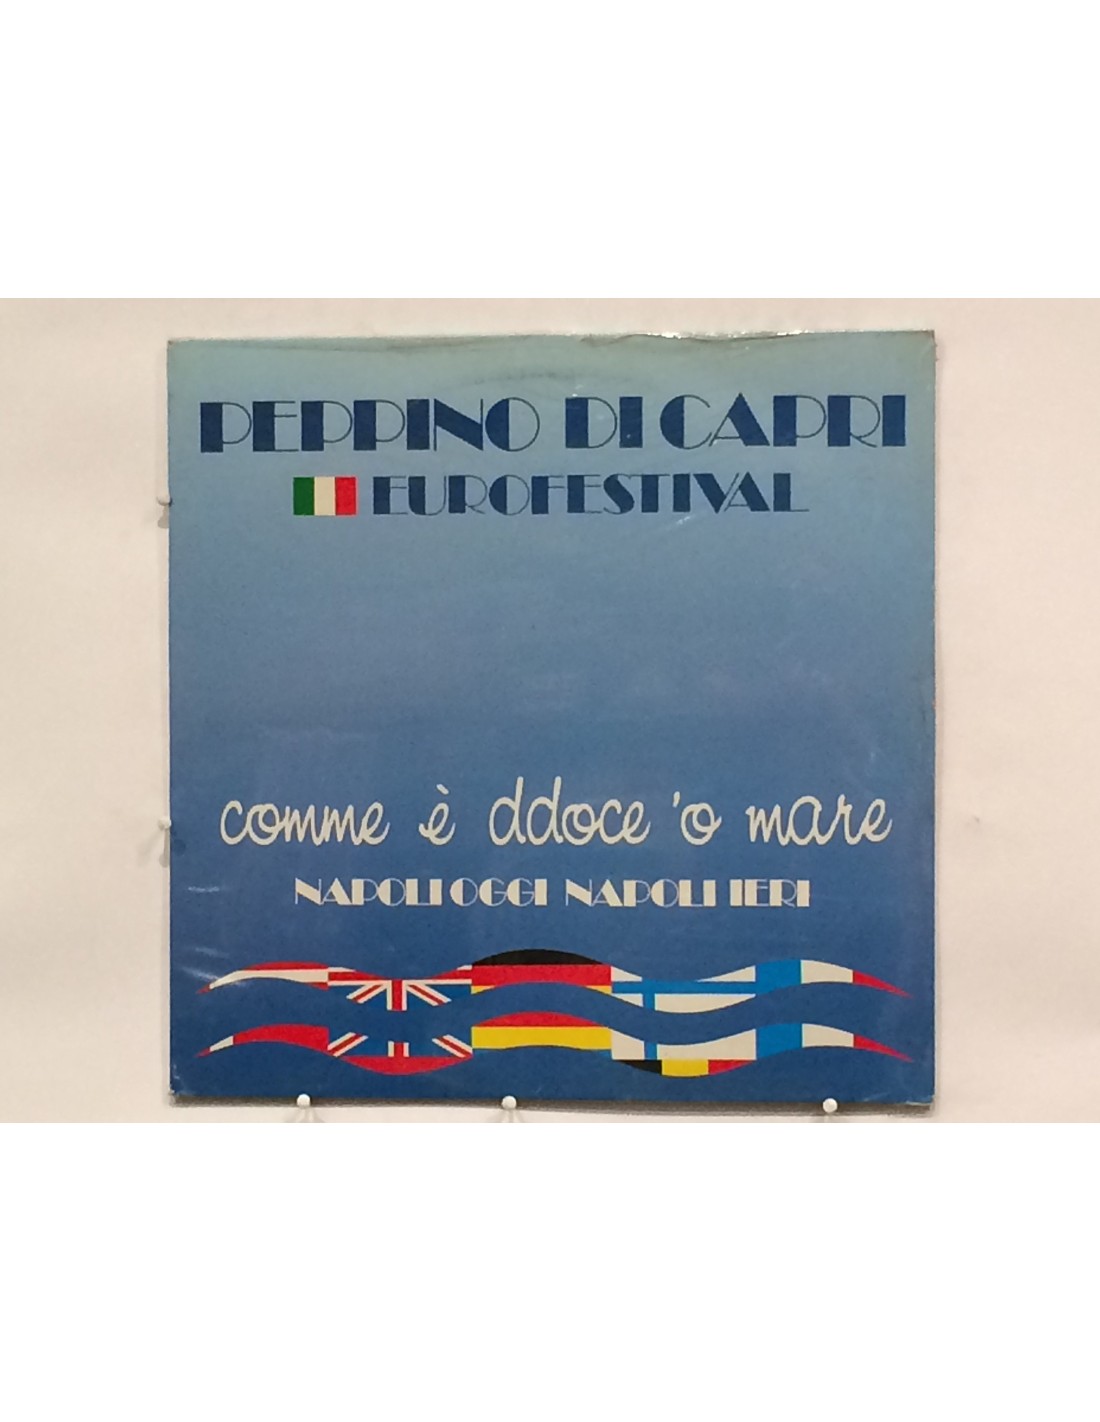 PEPPINO DI CAPRI
EUROFESTIVAL
comme è ddoce 'o mare
NAPOLI OGGI NAPOLI IERI